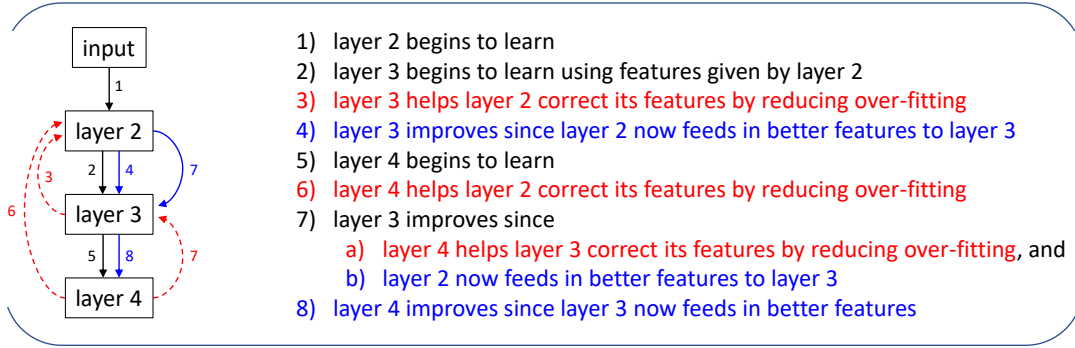 input
1
layer 2
2
4
7
3
layer 3
6
5
8
7
layer 4
1) layer 2 begins to learn
2) layer 3 begins to learn using features given by layer 2
3) layer 3 helps layer 2 correct its features by reducing over-fitting
4) layer 3 improves since layer 2 now feeds in better features to layer 3
5) layer 4 begins to learn
6) layer 4 helps layer 2 correct its features by reducing over-fitting
7) layer 3 improves since
a) layer 4 helps layer 3 correct its features by reducing over-fitting, and
b) layer 2 now feeds in better features to layer 3
8) layer 4 improves since layer 3 now feeds in better features